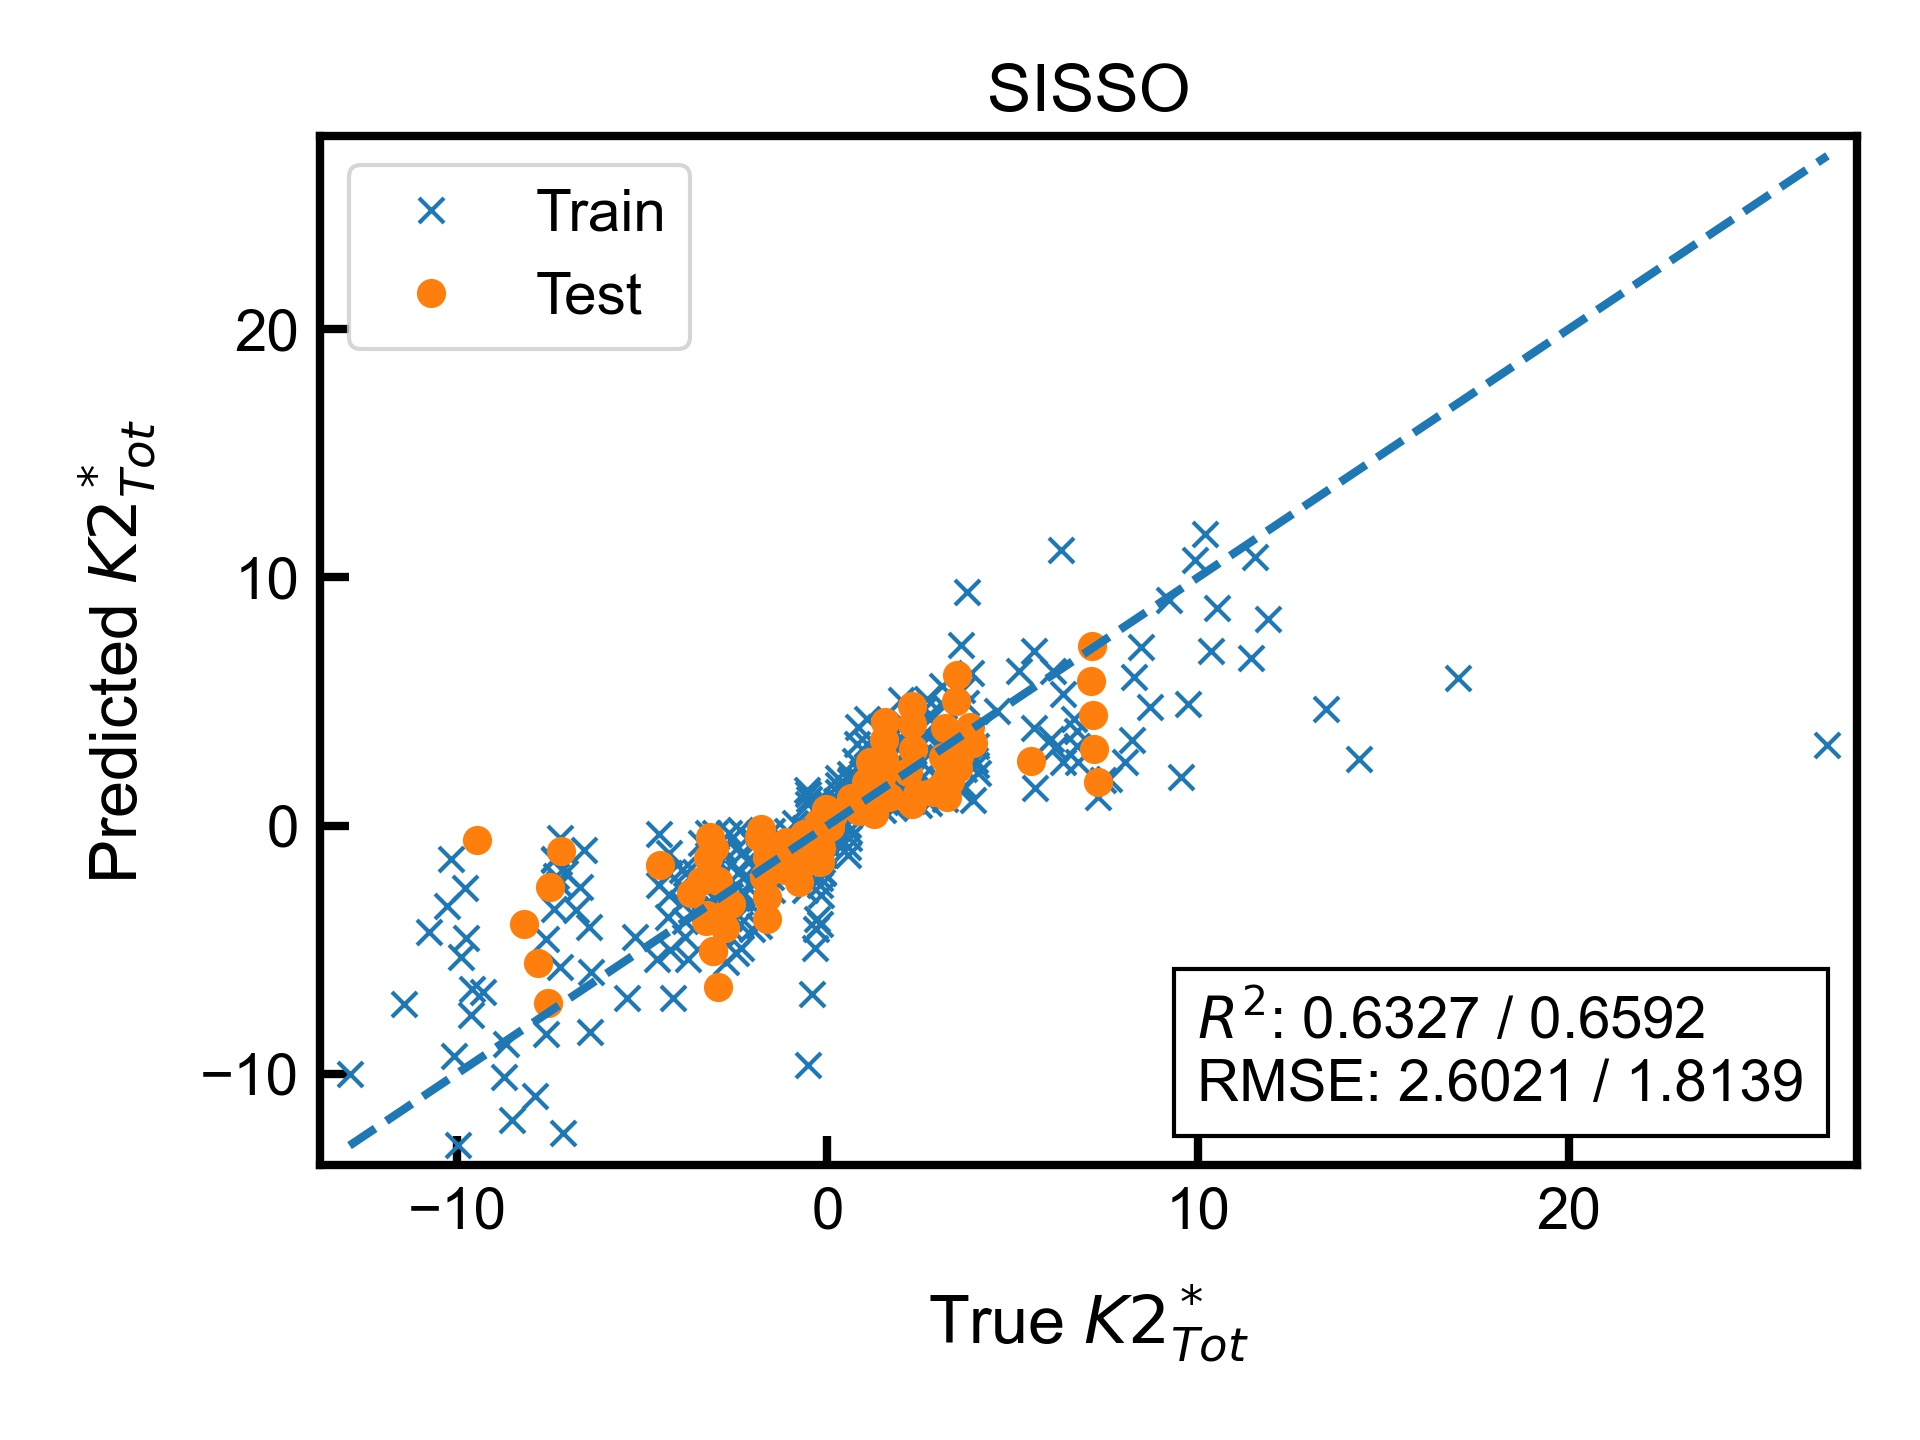 SISSO
Train
Test
20
10
0
−10
Predicted K2*Tot
R²: 0.6327 / 0.6592
RMSE: 2.6021 / 1.8139
−10 0 10 20
True K2*Tot